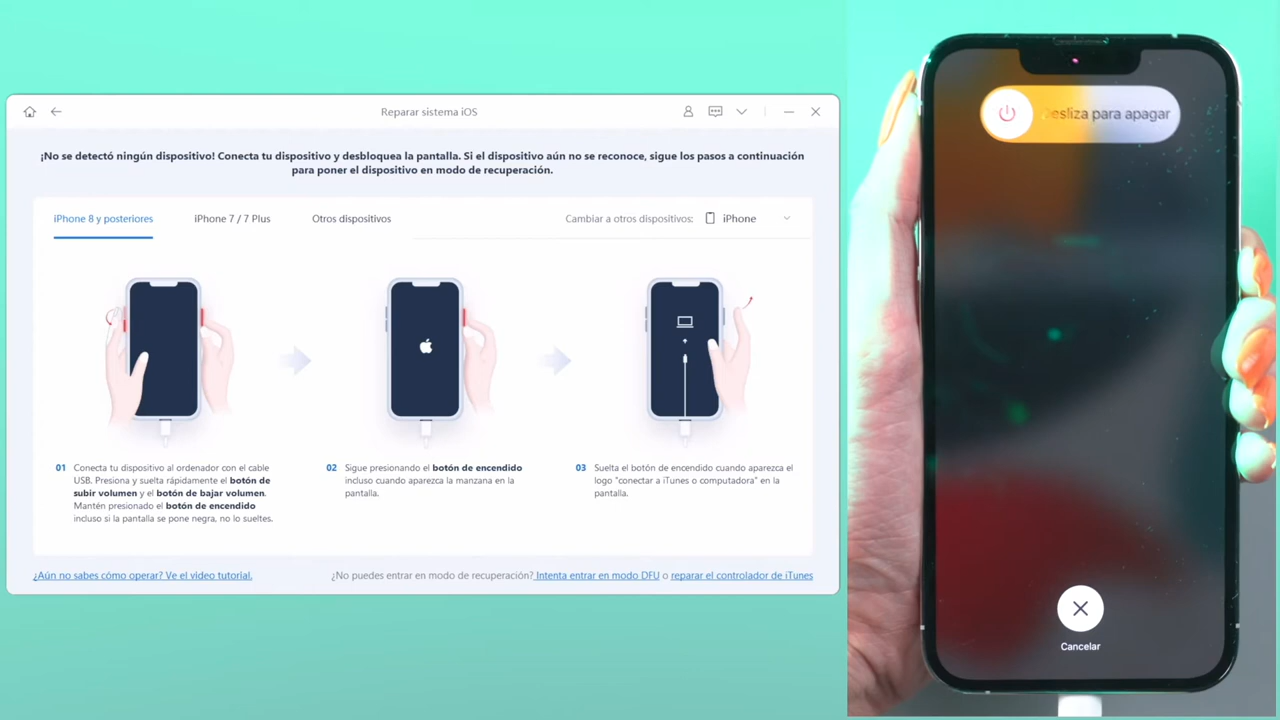 Reparar sistema iOS
¡No se detectó ningún dispositivo! Conecta tu dispositivo y desbloquea la pantalla. Si el dispositivo aún no se reconoce, sigue los pasos a continuación
para poner el dispositivo en modo de recuperación.
iPhone 8 y posteriores
iPhone 7 / 7 Plus
Otros dispositivos
Cambiar a otros dispositivos:
iPhone
01
Conecta tu dispositivo al ordenador con el cable
USB. Presiona y suelta rápidamente el botón de
subir volumen y el botón de bajar volumen.
Mantén presionado el botón de encendido
incluso si la pantalla se pone negra, no lo sueltes.
02
Sigue presionando el botón de encendido
incluso cuando aparezca la manzana en la
pantalla.
03
Suelta el botón de encendido cuando aparezca el
logo "conectar a iTunes o computadora" en la
pantalla.
¿Aún no sabes cómo operar? Ve el video tutorial.
¿No puedes entrar en modo de recuperación? Intenta entrar en modo DFU o reparar el controlador de iTunes
Desliza para apagar
Cancelar